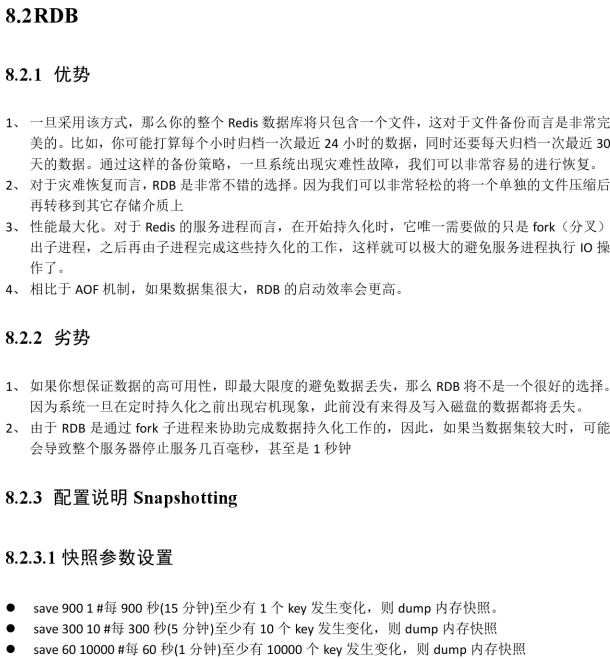 8.2RDB
8.2.1 优势
1、 一旦采用该方式，那么你的整个 Redis 数据库将只包含一个文件，这对于文件备份而言是非常完
美的。比如，你可能打算每个小时归档一次最近 24 小时的数据，同时还要每天归档一次最近 30
天的数据。通过这样的备份策略，一旦系统出现灾难性故障，我们可以非常容易的进行恢复。
2、 对于灾难恢复而言，RDB 是非常不错的选择。因为我们可以非常轻松的将一个单独的文件压缩后
再转移到其它存储介质上
3、 性能最大化。对于 Redis 的服务进程而言，在开始持久化时，它唯一需要做的只是 fork（分叉）
出子进程，之后再由子进程完成这些持久化的工作，这样就可以极大的避免服务进程执行 IO 操
作了。
4、 相比于 AOF 机制，如果数据集很大，RDB 的启动效率会更高。
8.2.2 劣势
1、 如果你想保证数据的高可用性，即最大限度的避免数据丢失，那么 RDB 将不是一个很好的选择。
因为系统一旦在定时持久化之前出现宕机现象，此前没有来得及写入磁盘的数据都将丢失。
2、 由于 RDB 是通过 fork 子进程来协助完成数据持久化工作的，因此，如果当数据集较大时，可能
会导致整个服务器停止服务几百毫秒，甚至是 1 秒钟
8.2.3 配置说明 Snapshotting
8.2.3.1 快照参数设置
● save 900 1 #每 900 秒(15 分钟)至少有 1 个 key 发生变化，则 dump 内存快照。
● save 300 10 #每 300 秒(5 分钟)至少有 10 个 key 发生变化，则 dump 内存快照
● save 60 10000 #每 60 秒(1 分钟)至少有 10000 个 key 发生变化，则 dump 内存快照